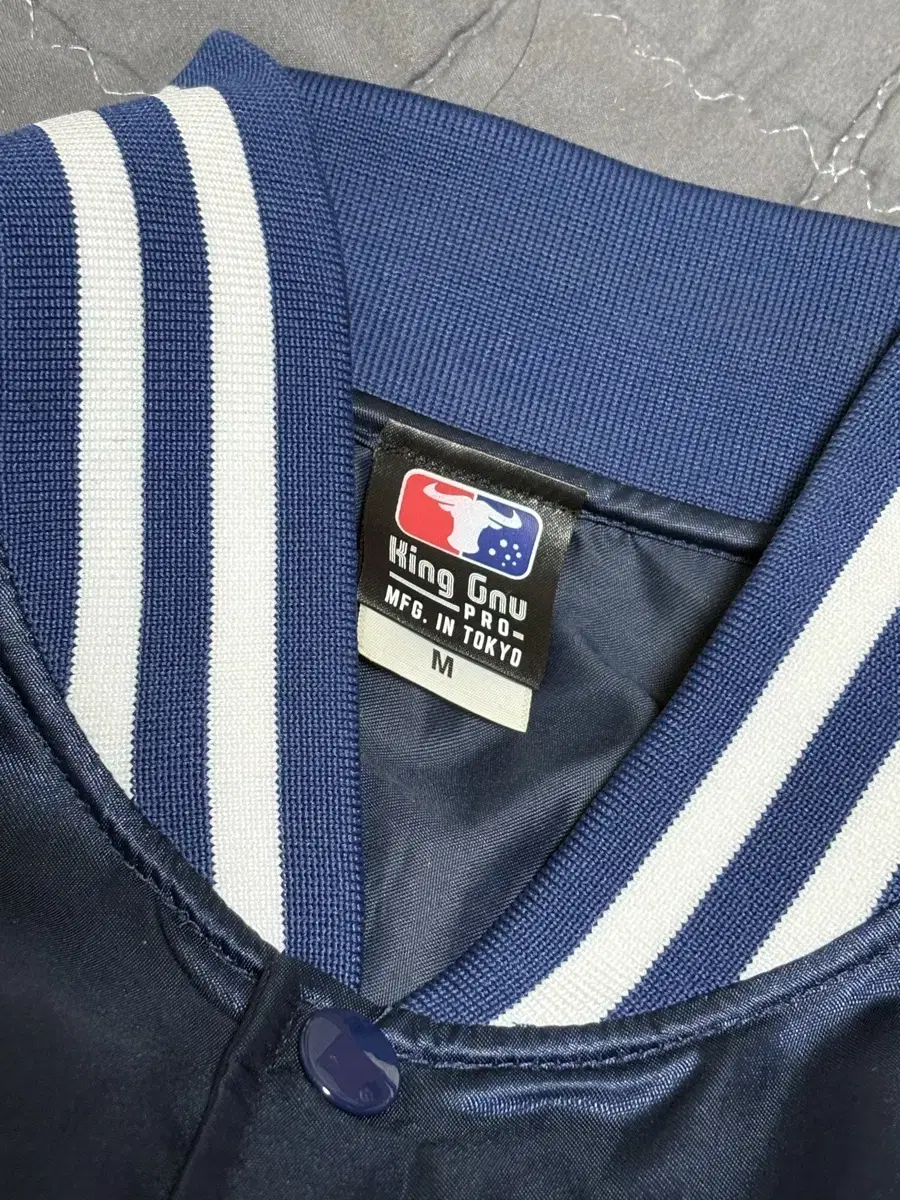 King Gnu
PRO-
MFG. IN TOKYO
M